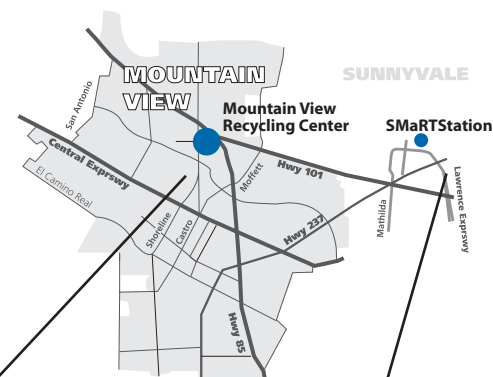 MOUNTAIN
VIEW
SUNNYVALE
San Antonio
Mountain View
Recycling Center
SMaRTStation
Central Exprswy
El Camino Real
Hwy 101
Moffett
Shoreline
Castro
Hwy 237
Mathilda
Lawrence Exprswy
Hwy 85